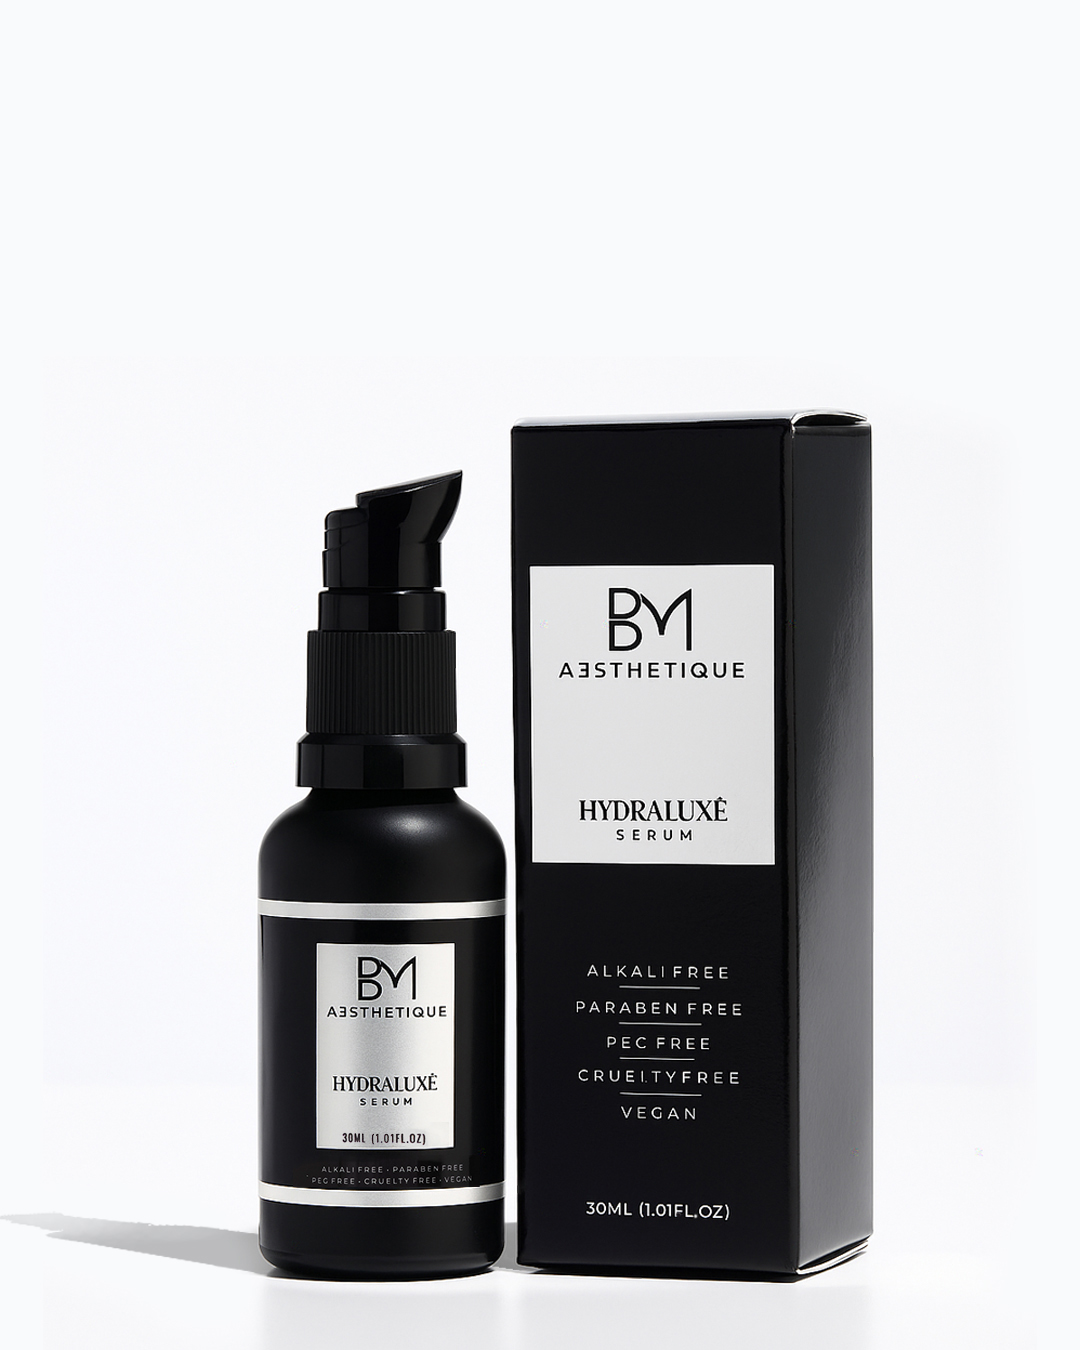 BM
AƎSTHETIQUE
HYDRALUXÊ
SERUM
30ML (1.01FL.OZ)
ALKALI FREE • PARABEN FREE
PEG FREE • CRUELTY FREE • VEGAN
BM
AƎSTHETIQUE
HYDRALUXÊ
SERUM
ALKALI FREE
PARABEN FREE
PEC FREE
CRUELTY FREE
VEGAN
30ML (1.01FL.OZ)